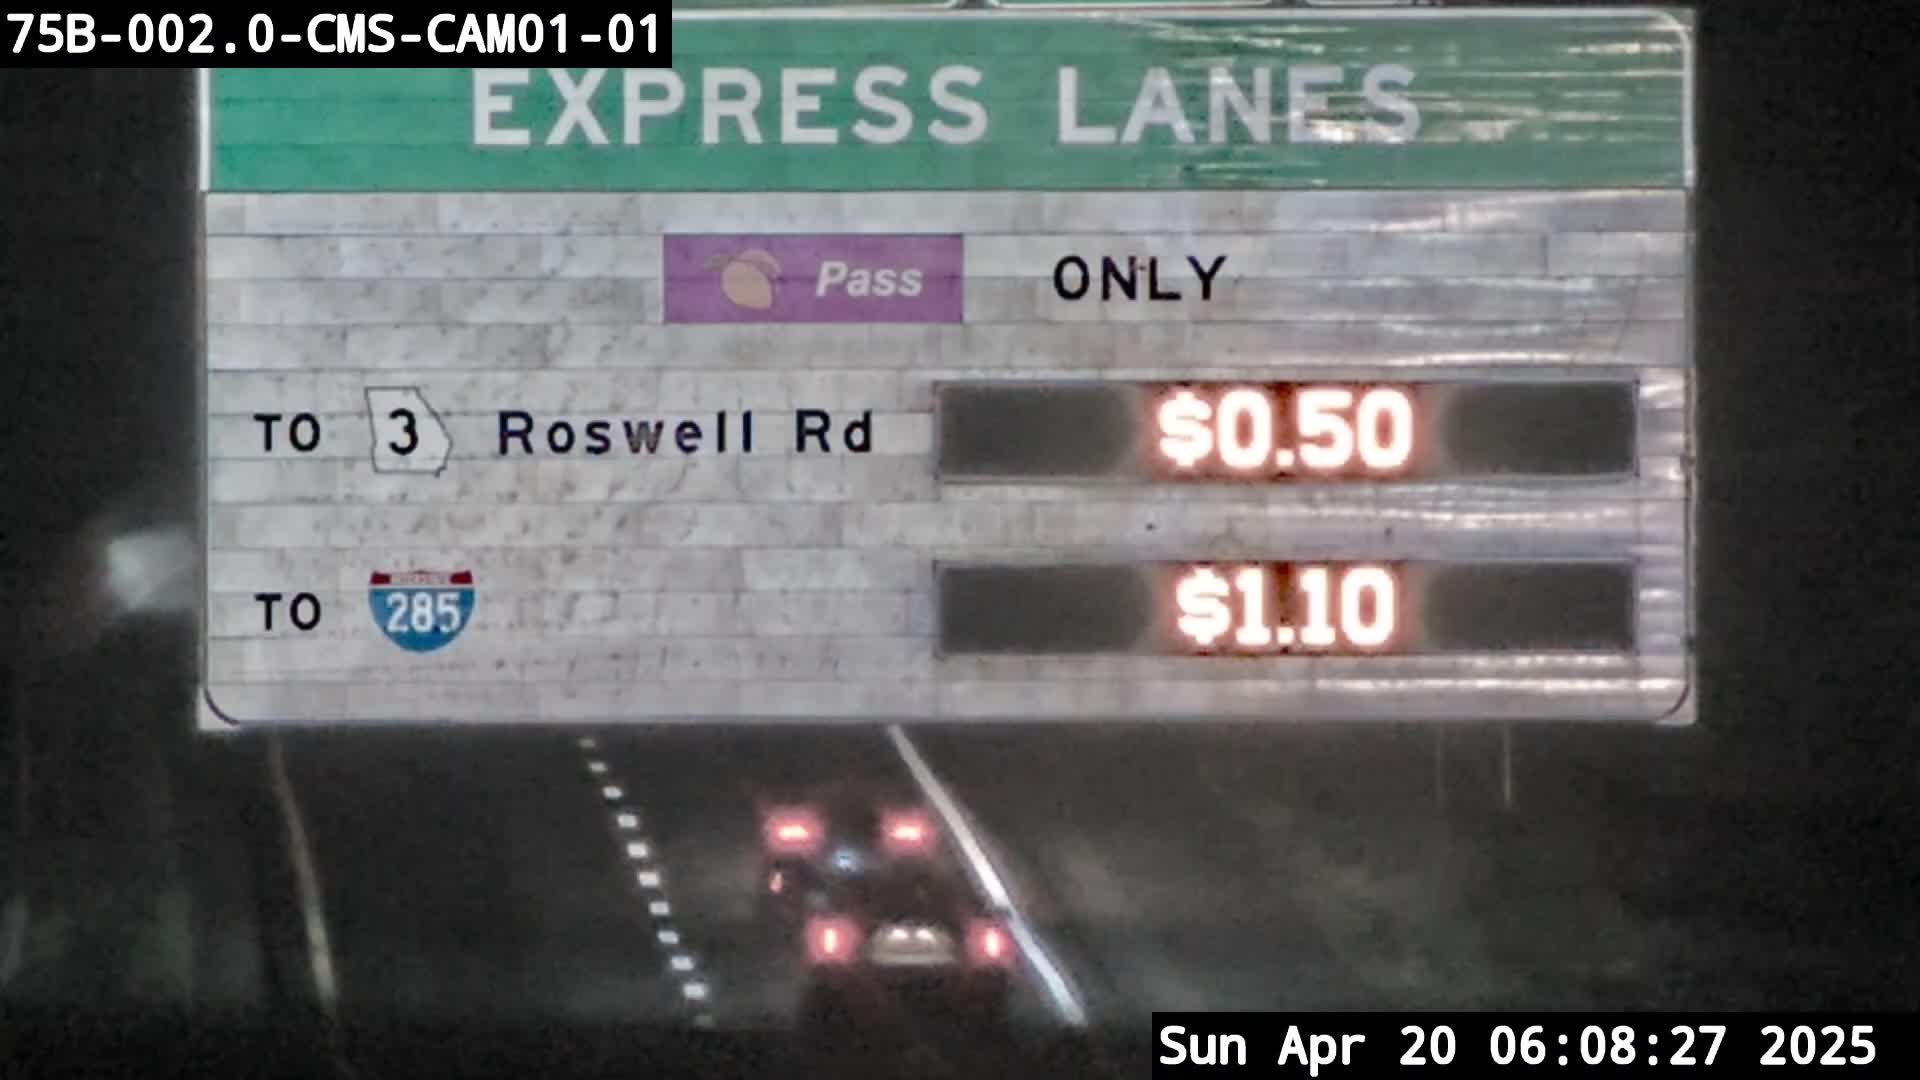 75B-002.0-CMS-CAM01-01
EXPRESS LANES
Pass ONLY
TO 3 Roswell Rd $0.50
TO 285 $1.10
Sun Apr 20 06:08:27 2025